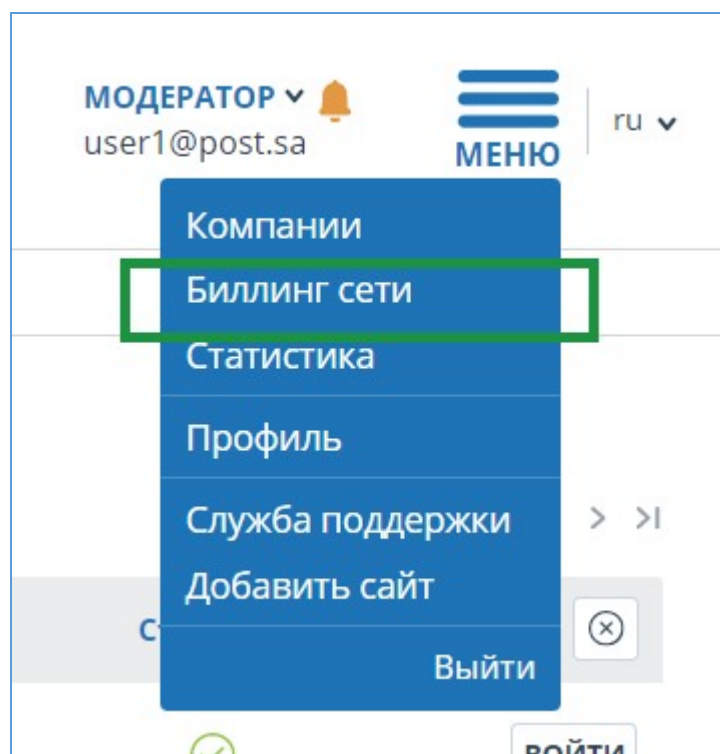 МОДЕРАТОР
user1@post.sa
МЕНЮ
ru
Компании
Биллинг сети
Статистика
Профиль
Служба поддержки
Добавить сайт
Выйти
войти